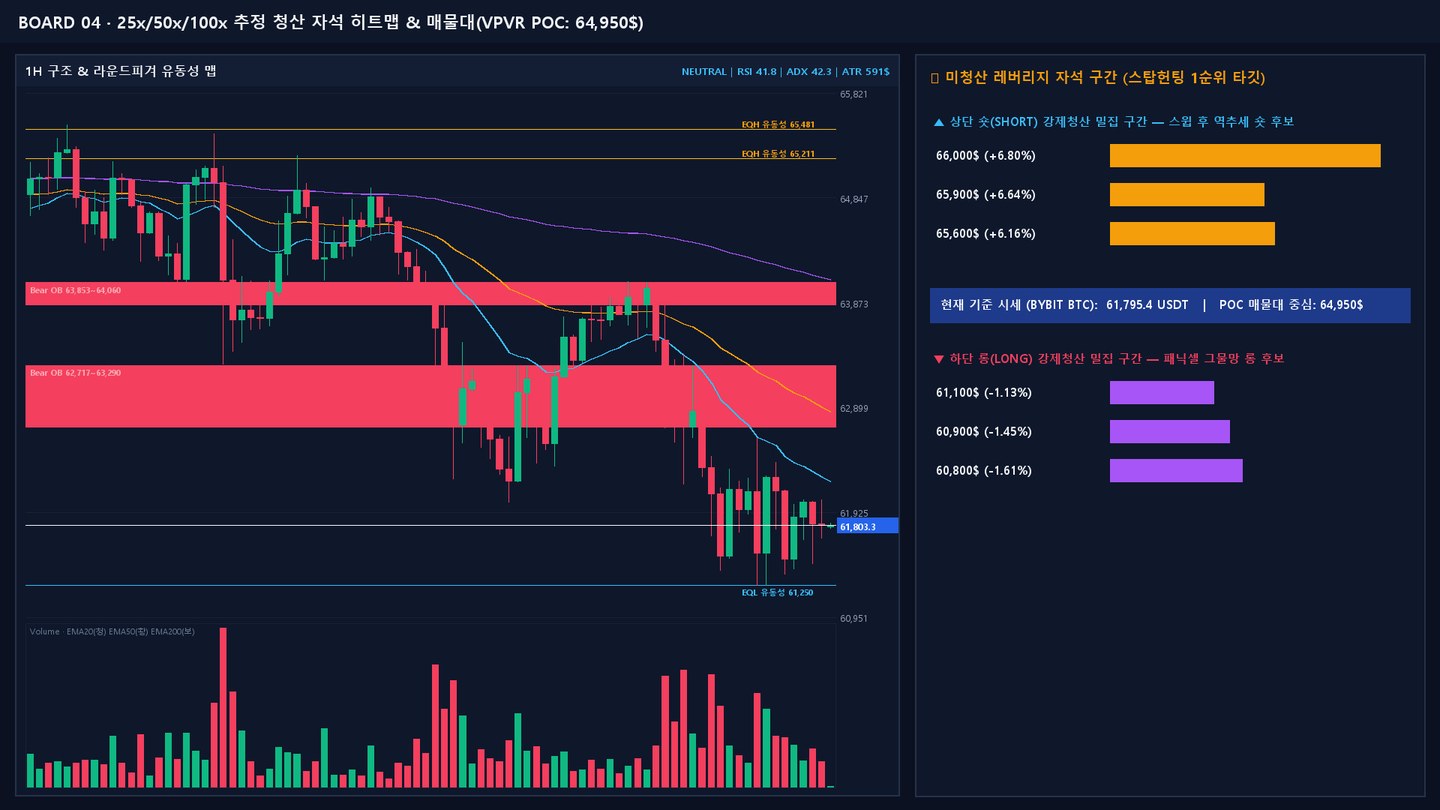 BOARD 04 · 25x/50x/100x 추정 청산 자석 히트맵 & 매물대(VPVR POC: 64,950$)
1H 구조 & 라운드피겨 유동성 맵
NEUTRAL | RSI 41.8 | ADX 42.3 | ATR 591$
65,821
EQH 유동성 65,481
EQH 유동성 65,211
64,847
Bear OB 63,853~64,060
63,873
Bear OB 62,717~63,290
62,899
61,925
61,803.3
EQL 유동성 61,250
60,951
Volume · EMA20(청) EMA50(황) EMA200(보)
미청산 레버리지 자석 구간 (스탑헌팅 1순위 타깃)
▲ 상단 숏(SHORT) 강제청산 밀집 구간 — 스윕 후 역추세 숏 후보
66,000$ (+6.80%)
65,900$ (+6.64%)
65,600$ (+6.16%)
현재 기준 시세 (BYBIT BTC): 61,795.4 USDT | POC 매물대 중심: 64,950$
▼ 하단 롱(LONG) 강제청산 밀집 구간 — 패닉셀 그물망 롱 후보
61,100$ (-1.13%)
60,900$ (-1.45%)
60,800$ (-1.61%)